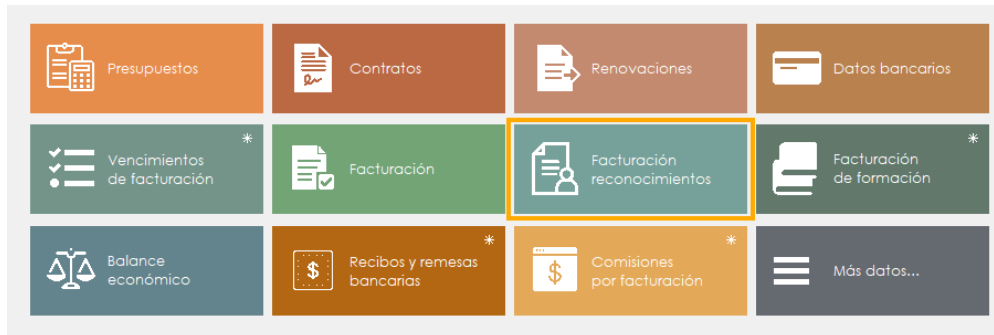 Presupuestos
Contratos
Renovaciones
Datos bancarios
Vencimientos
de facturación
*
Facturación
Facturación
reconocimientos
Facturación
de formación
*
Balance
económico
$
Recibos y remesas
bancarias
*
$
Comisiones
por facturación
*
Más datos...